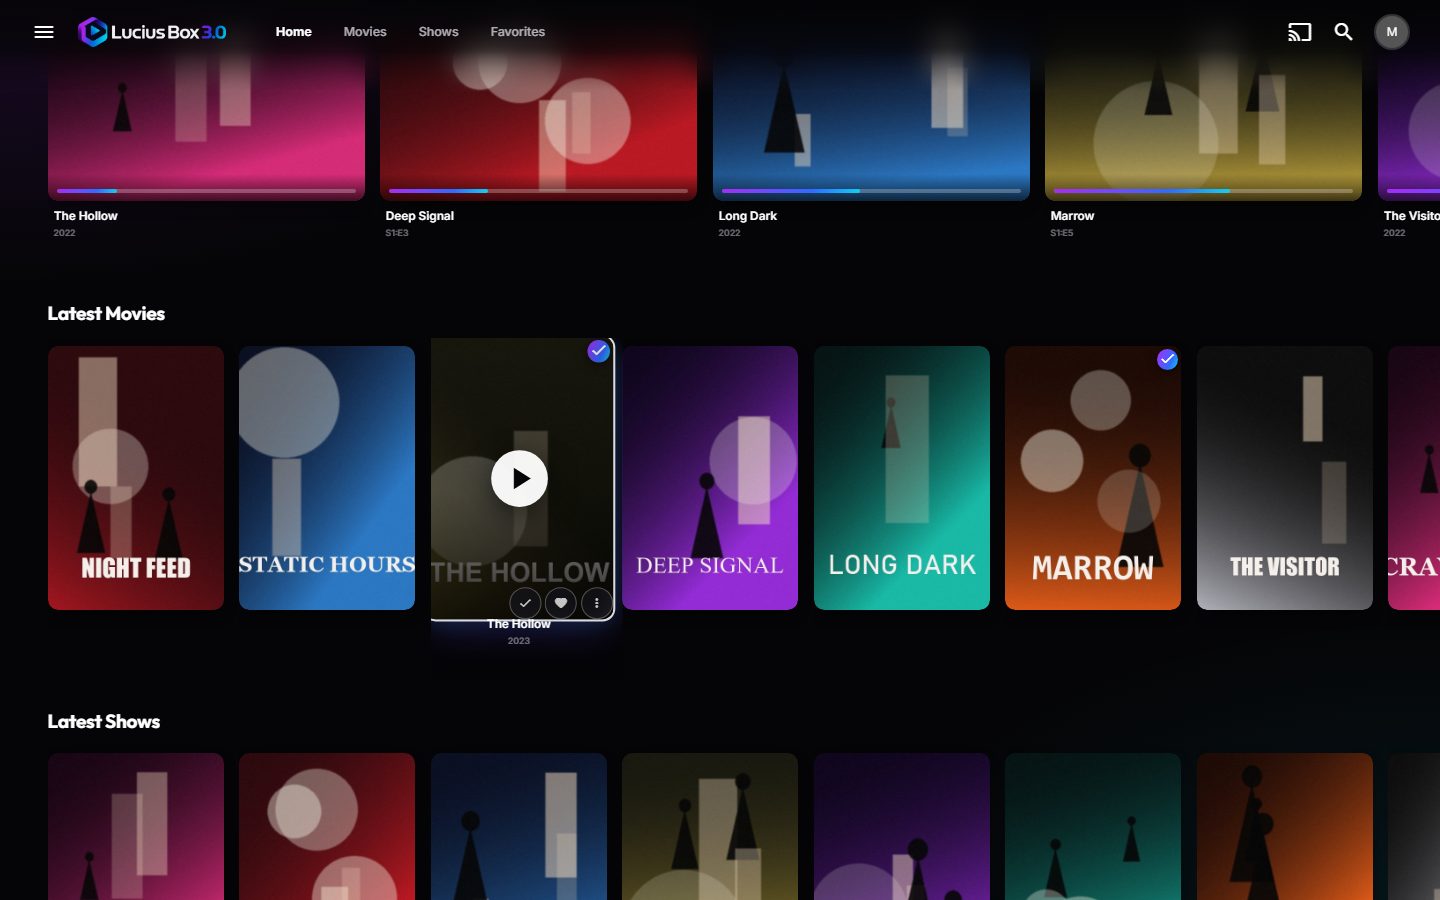 Lucius Box 3.0
Home
Movies
Shows
Favorites
M
The Hollow
2022
Deep Signal
S1:E3
Long Dark
2022
Marrow
S1:E5
The Visito
2022
Latest Movies
NIGHT FEED
STATIC HOURS
THE HOLLOW
DEEP SIGNAL
LONG DARK
MARROW
THE VISITOR
CRA
The Hollow
2023
Latest Shows